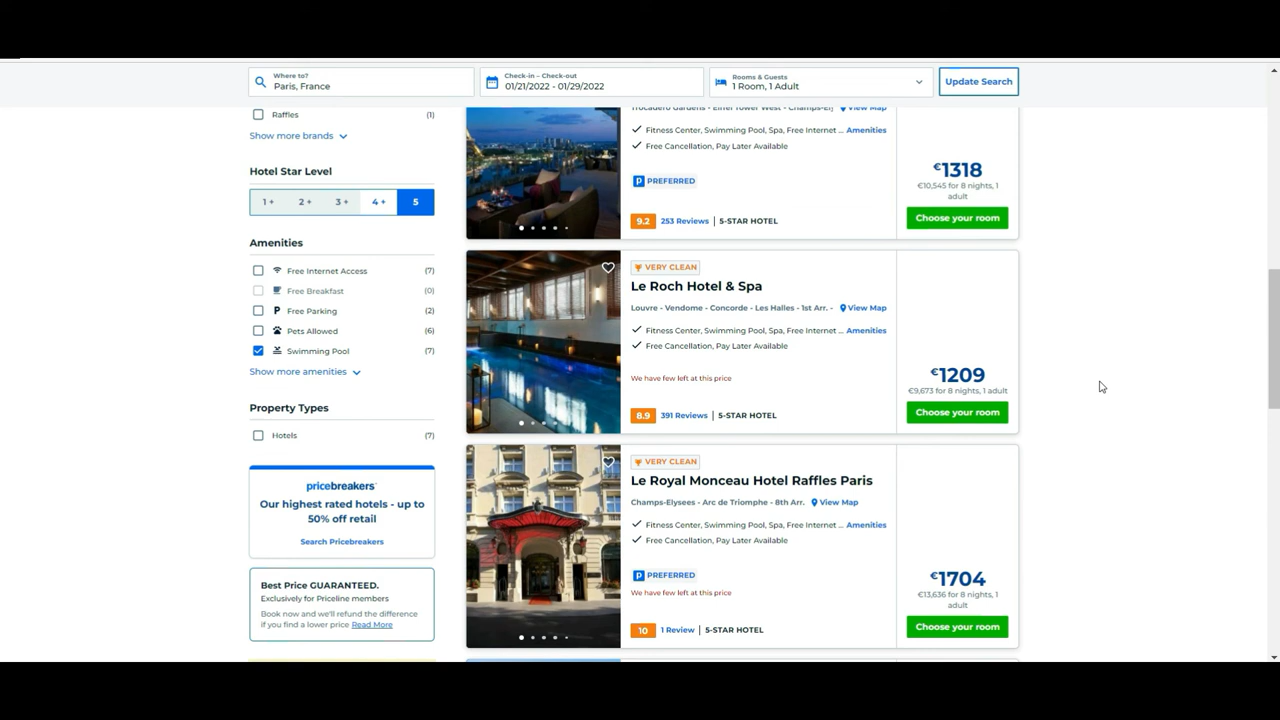 Where to?
Paris, France
Check-in – Check-out
01/21/2022 - 01/29/2022
Rooms & Guests
1 Room, 1 Adult
Update Search
Raffles (1)
Show more brands
Hotel Star Level
1 + 2 + 3 + 4 + 5
Amenities
Free Internet Access (7)
Free Breakfast (0)
P Free Parking (2)
Pets Allowed (6)
Swimming Pool (7)
Show more amenities
Property Types
Hotels (7)
pricebreakers
Our highest rated hotels - up to
50% off retail
Search Pricebreakers
Best Price GUARANTEED.
Exclusively for Priceline members
Book now and we'll refund the difference
if you find a lower price Read More
Trocadero Gardens - Eiffel Tower West - Champs-El View Map
Fitness Center, Swimming Pool, Spa, Free Internet ... Amenities
Free Cancellation, Pay Later Available
P PREFERRED
9.2 253 Reviews | 5-STAR HOTEL
€1318
€10,545 for 8 nights, 1
adult
Choose your room
VERY CLEAN
Le Roch Hotel & Spa
Louvre - Vendome - Concorde - Les Halles - 1st Arr. - View Map
Fitness Center, Swimming Pool, Spa, Free Internet ... Amenities
Free Cancellation, Pay Later Available
We have few left at this price
8.9 391 Reviews | 5-STAR HOTEL
€1209
€9,673 for 8 nights, 1 adult
Choose your room
VERY CLEAN
Le Royal Monceau Hotel Raffles Paris
Champs-Elysees - Arc de Triomphe - 8th Arr. View Map
Fitness Center, Swimming Pool, Spa, Free Internet ... Amenities
Free Cancellation, Pay Later Available
P PREFERRED
We have few left at this price
10 1 Review | 5-STAR HOTEL
€1704
€13,636 for 8 nights, 1
adult
Choose your room